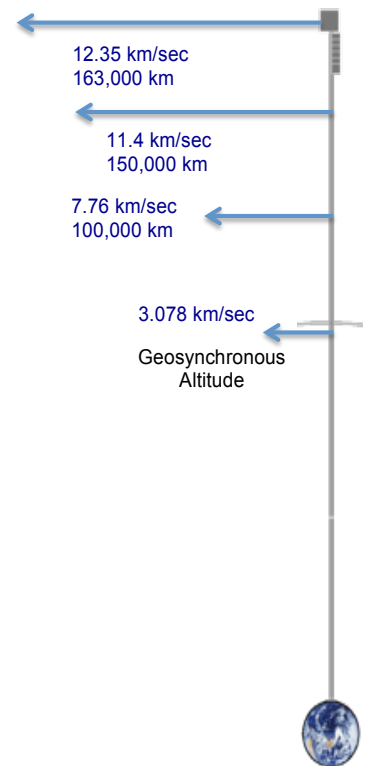 12.35 km/sec
163,000 km
11.4 km/sec
150,000 km
7.76 km/sec
100,000 km
3.078 km/sec
Geosynchronous
Altitude